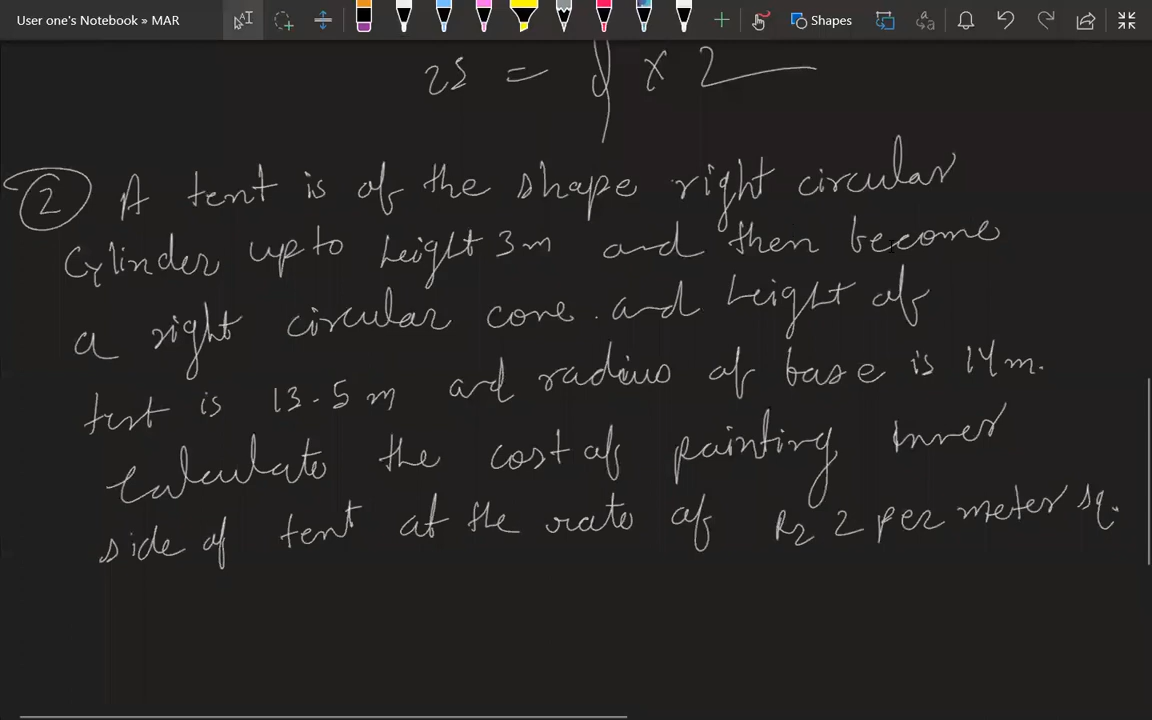 User one's Notebook » MAR
Shapes
25 = y × 2
② A tent is of the shape right circular
Cylinder up to height 3m and then become
a right circular cone. and height of
tent is 13.5 m and radius of base is 14m.
calculate the cost of painting inner
side of tent at the rate of Rs 2 per meter sq.